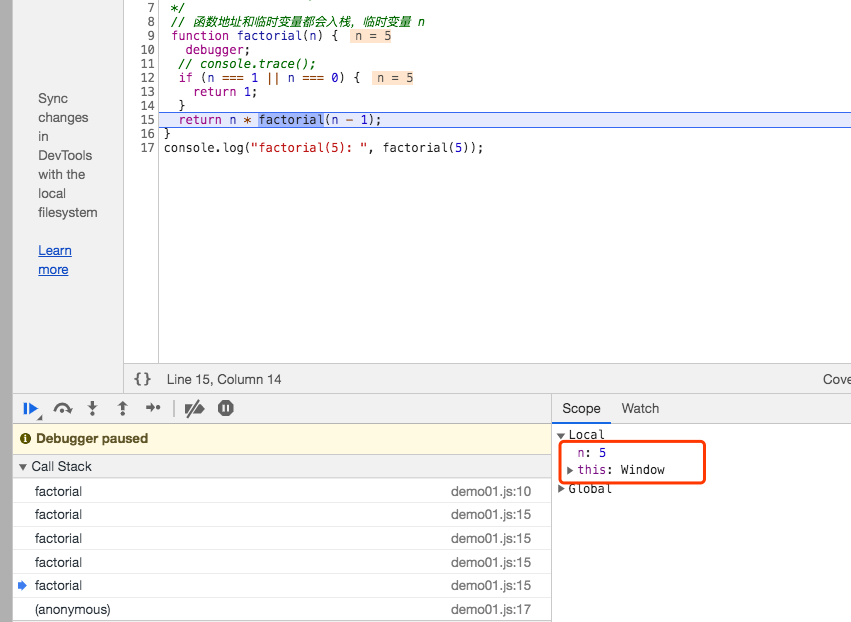 Sync
changes
in
DevTools
with the
local
filesystem
Learn
more
7 */
8 // 函数地址和临时变量都会入栈，临时变量 n
9 function factorial(n) { n = 5
10 debugger;
11 // console.trace();
12 if (n === 1 || n === 0) { n = 5
13 return 1;
14 }
15 return n * factorial(n - 1);
16 }
17 console.log("factorial(5): ", factorial(5));
{} Line 15, Column 14 Cove
Debugger paused
Call Stack
factorial demo01.js:10
factorial demo01.js:15
factorial demo01.js:15
factorial demo01.js:15
factorial demo01.js:15
(anonymous) demo01.js:17
Scope Watch
Local
n: 5
this: Window
Global